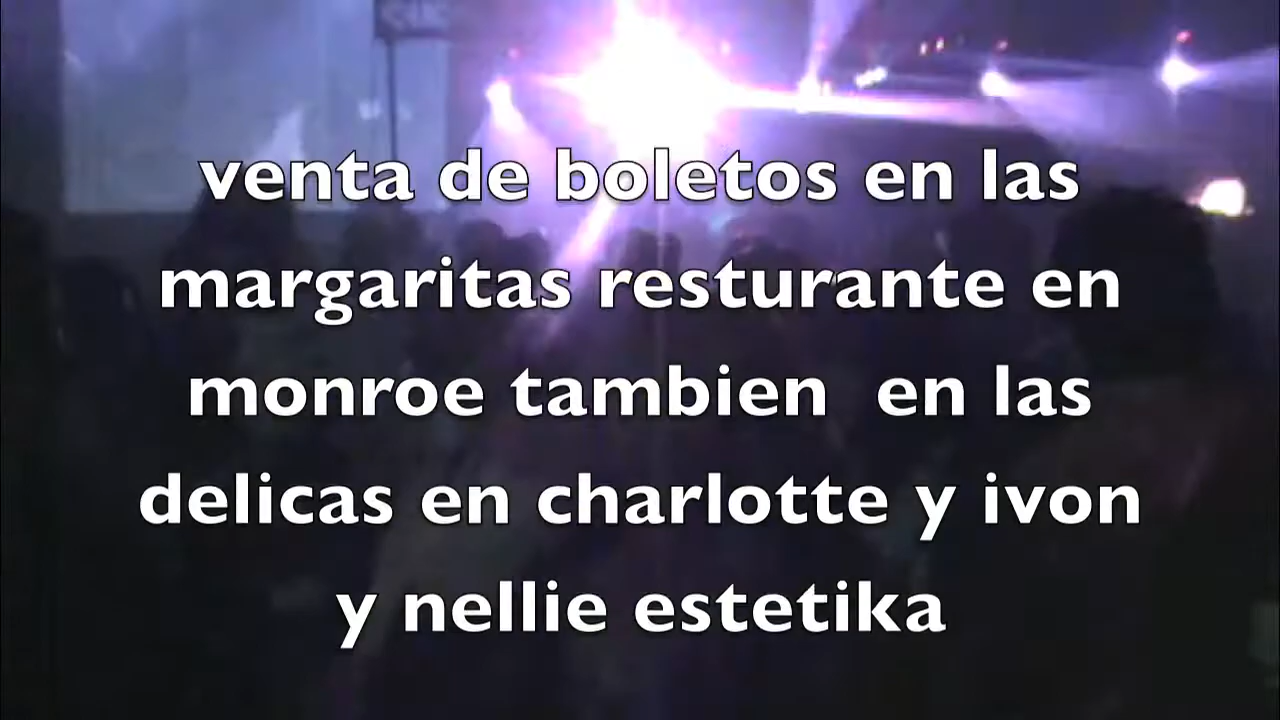 venta de boletos en las
margaritas resturante en
monroe tambien  en las
delicas en charlotte y ivon
y nellie estetika